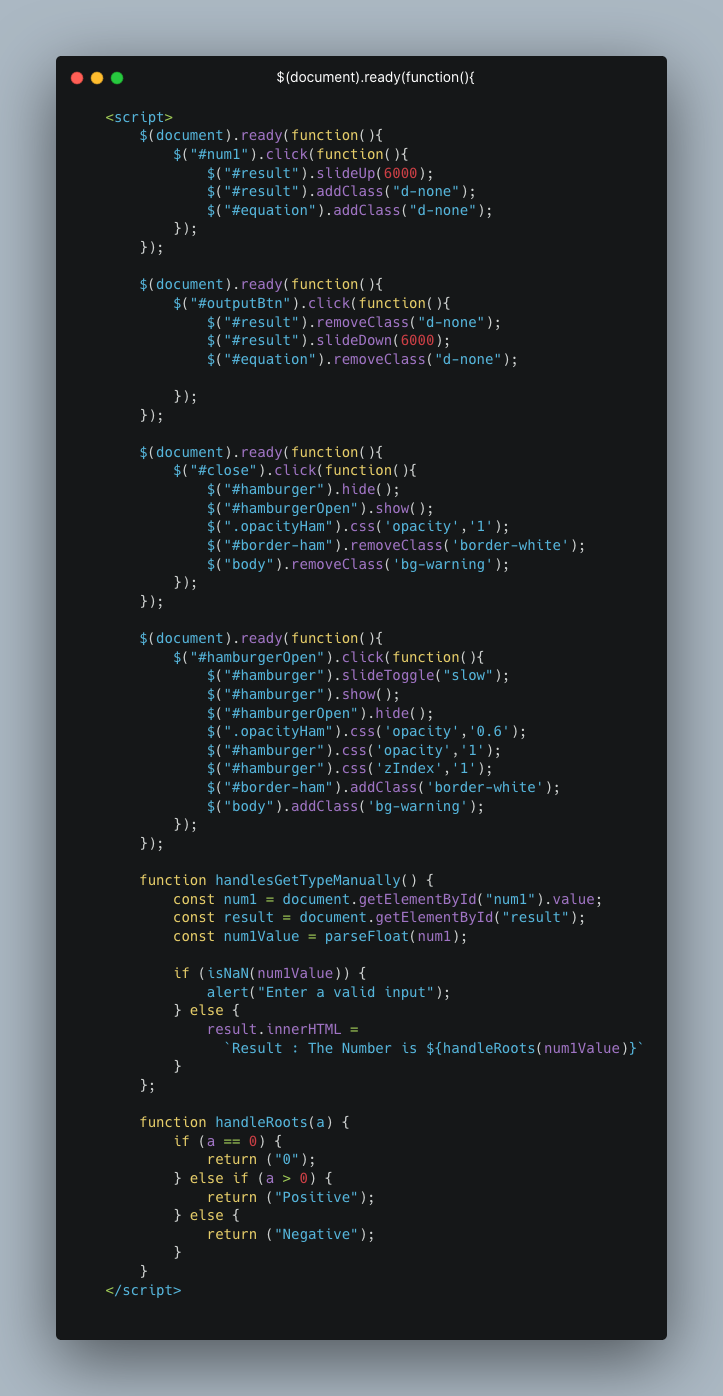 $(document).ready(function(){
<script>
$(document).ready(function(){
$("#num1").click(function(){
$("#result").slideUp(6000);
$("#result").addClass("d-none");
$("#equation").addClass("d-none");
});
});
$(document).ready(function(){
$("#outputBtn").click(function(){
$("#result").removeClass("d-none");
$("#result").slideDown(6000);
$("#equation").removeClass("d-none");
});
});
$(document).ready(function(){
$("#close").click(function(){
$("#hamburger").hide();
$("#hamburgerOpen").show();
$(".opacityHam").css('opacity','1');
$("#border-ham").removeClass('border-white');
$("body").removeClass('bg-warning');
});
});
$(document).ready(function(){
$("#hamburgerOpen").click(function(){
$("#hamburger").slideToggle("slow");
$("#hamburger").show();
$("#hamburgerOpen").hide();
$(".opacityHam").css('opacity','0.6');
$("#hamburger").css('opacity','1');
$("#hamburger").css('zIndex','1');
$("#border-ham").addClass('border-white');
$("body").addClass('bg-warning');
});
});
function handlesGetTypeManually() {
const num1 = document.getElementById("num1").value;
const result = document.getElementById("result");
const num1Value = parseFloat(num1);
if (isNaN(num1Value)) {
alert("Enter a valid input");
} else {
result.innerHTML =
`Result : The Number is ${handleRoots(num1Value)}`
}
};
function handleRoots(a) {
if (a == 0) {
return ("0");
} else if (a > 0) {
return ("Positive");
} else {
return ("Negative");
}
}
</script>